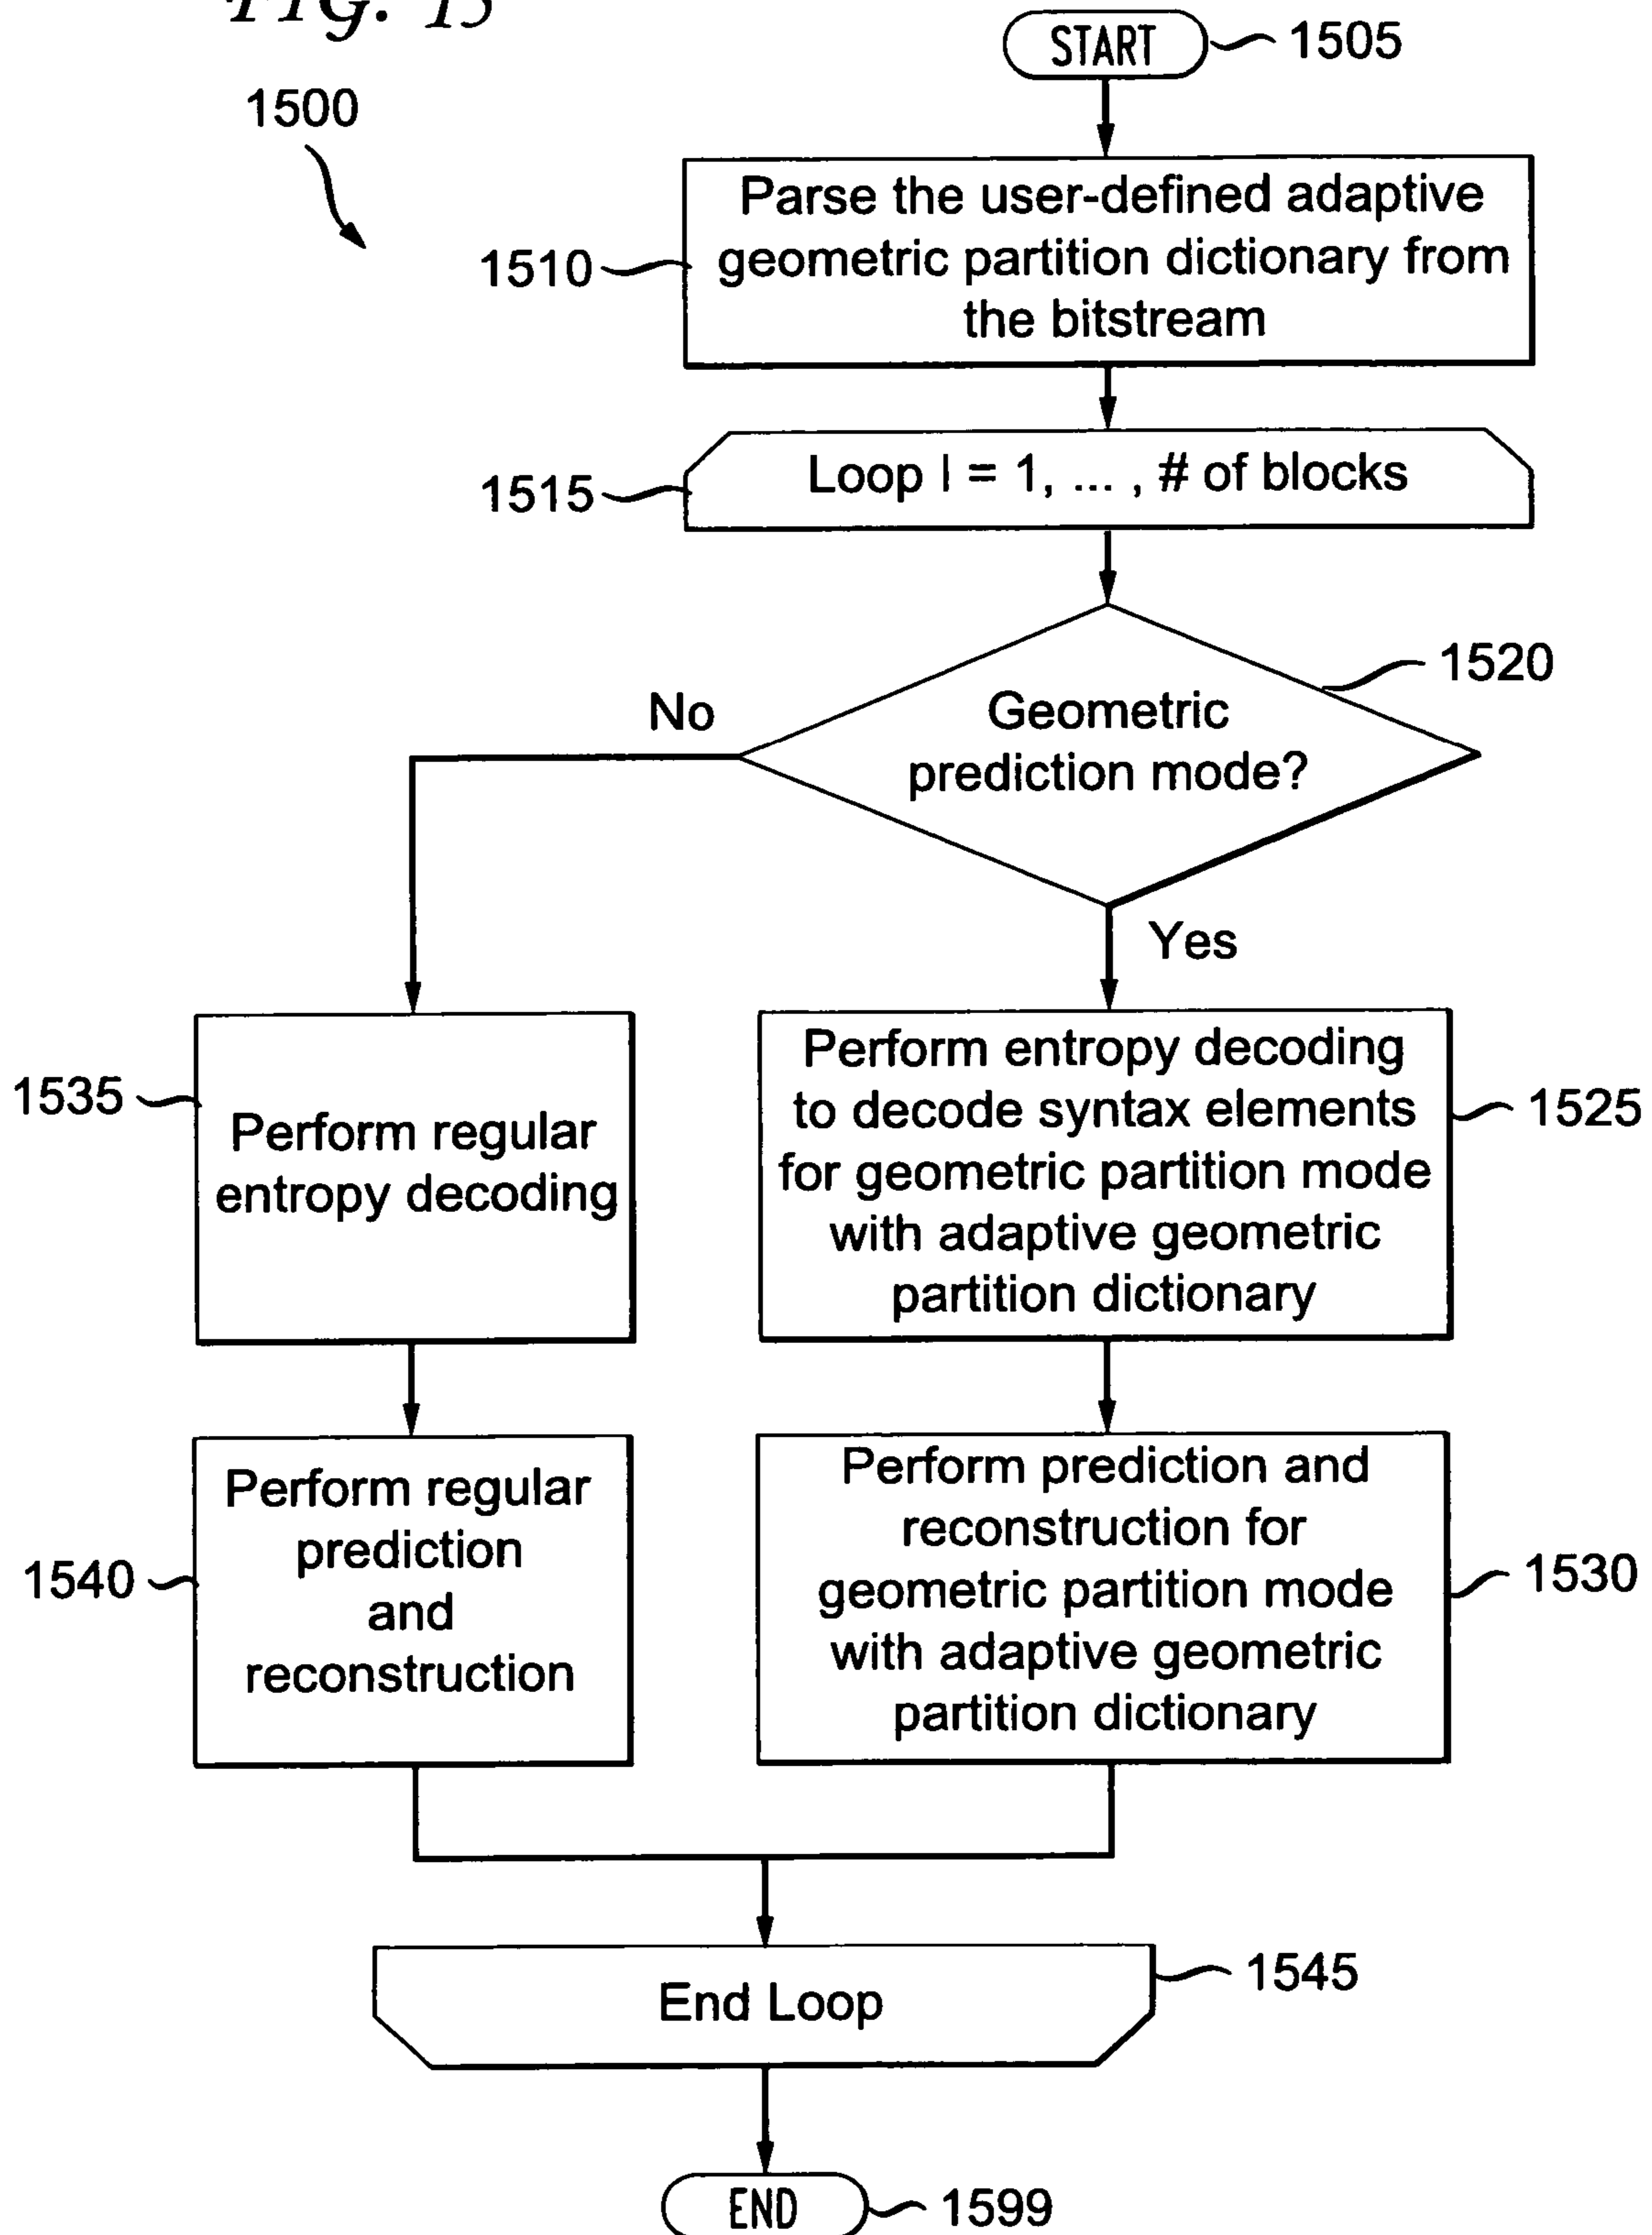 FIG. 15
START
1505
1500
Parse the user-defined adaptive
geometric partition dictionary from
the bitstream
1510
Loop I = 1, ... , # of blocks
1515
1520
Geometric
prediction mode?
No
Yes
1535
Perform regular
entropy decoding
Perform entropy decoding
to decode syntax elements
for geometric partition mode
with adaptive geometric
partition dictionary
1525
1540
Perform regular
prediction
and
reconstruction
Perform prediction and
reconstruction for
geometric partition mode
with adaptive geometric
partition dictionary
1530
End Loop
1545
END
1599